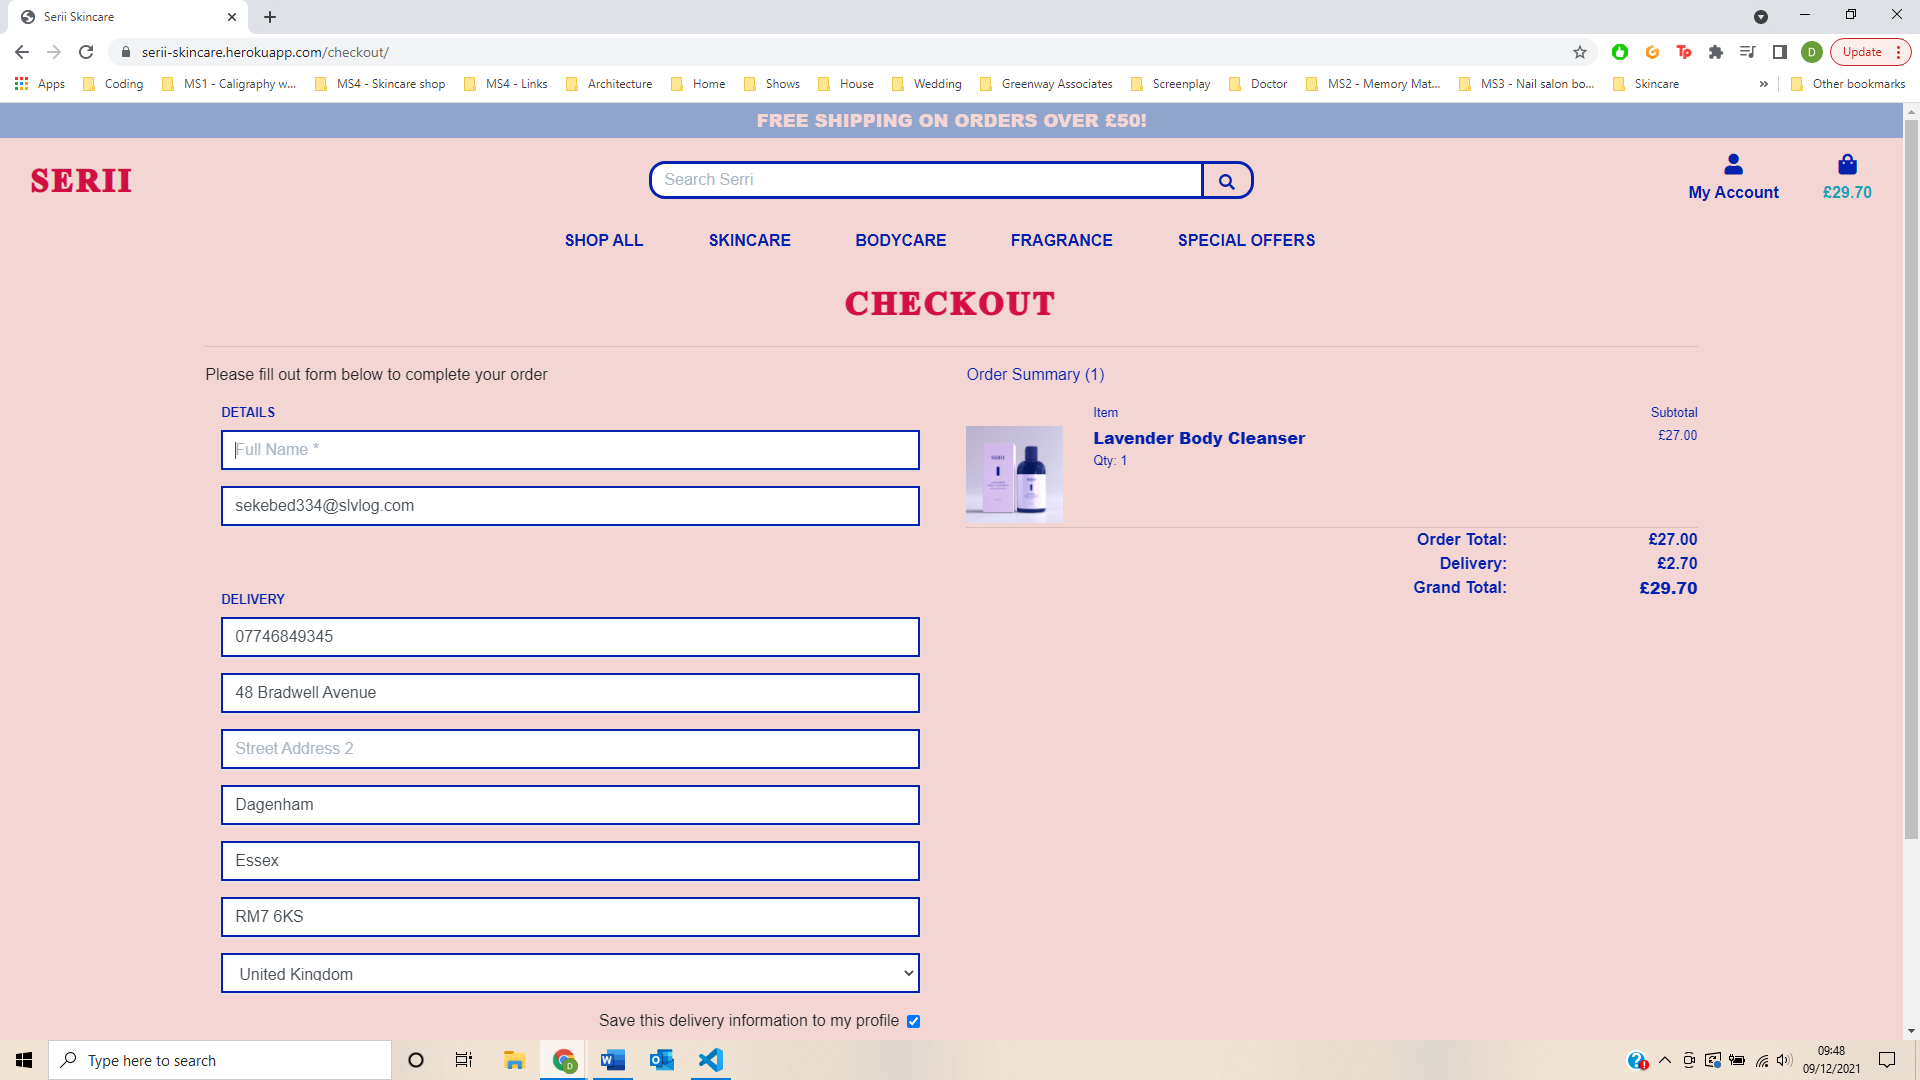 Serii Skincare
serii-skincare.herokuapp.com/checkout/
D
Update
Apps
Coding
MS1 - Caligraphy w...
MS4 - Skincare shop
MS4 - Links
Architecture
Home
Shows
House
Wedding
Greenway Associates
Screenplay
Doctor
MS2 - Memory Mat...
MS3 - Nail salon bo...
Skincare
»
Other bookmarks
FREE SHIPPING ON ORDERS OVER £50!
SERII
Search Serri
My Account
£29.70
SHOP ALL
SKINCARE
BODYCARE
FRAGRANCE
SPECIAL OFFERS
CHECKOUT
Please fill out form below to complete your order
DETAILS
Full Name *
sekebed334@slvlog.com
DELIVERY
07746849345
48 Bradwell Avenue
Street Address 2
Dagenham
Essex
RM7 6KS
United Kingdom
Save this delivery information to my profile
Order Summary (1)
Item
Subtotal
SERII
Lavender Body Cleanser
£27.00
Qty: 1
Order Total: £27.00
Delivery: £2.70
Grand Total: £29.70
Type here to search
09:48
09/12/2021